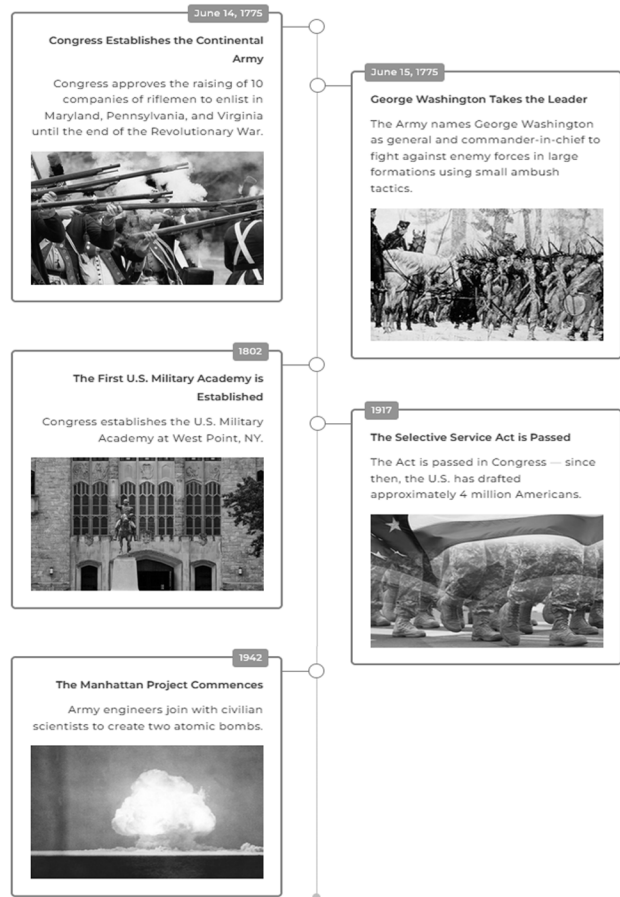 June 14, 1775
Congress Establishes the Continental
Army
Congress approves the raising of 10
companies of riflemen to enlist in
Maryland, Pennsylvania, and Virginia
until the end of the Revolutionary War.
June 15, 1775
George Washington Takes the Leader
The Army names George Washington
as general and commander-in-chief to
fight against enemy forces in large
formations using small ambush
tactics.
1802
The First U.S. Military Academy is
Established
Congress establishes the U.S. Military
Academy at West Point, NY.
1917
The Selective Service Act is Passed
The Act is passed in Congress — since
then, the U.S. has drafted
approximately 4 million Americans.
1942
The Manhattan Project Commences
Army engineers join with civilian
scientists to create two atomic bombs.